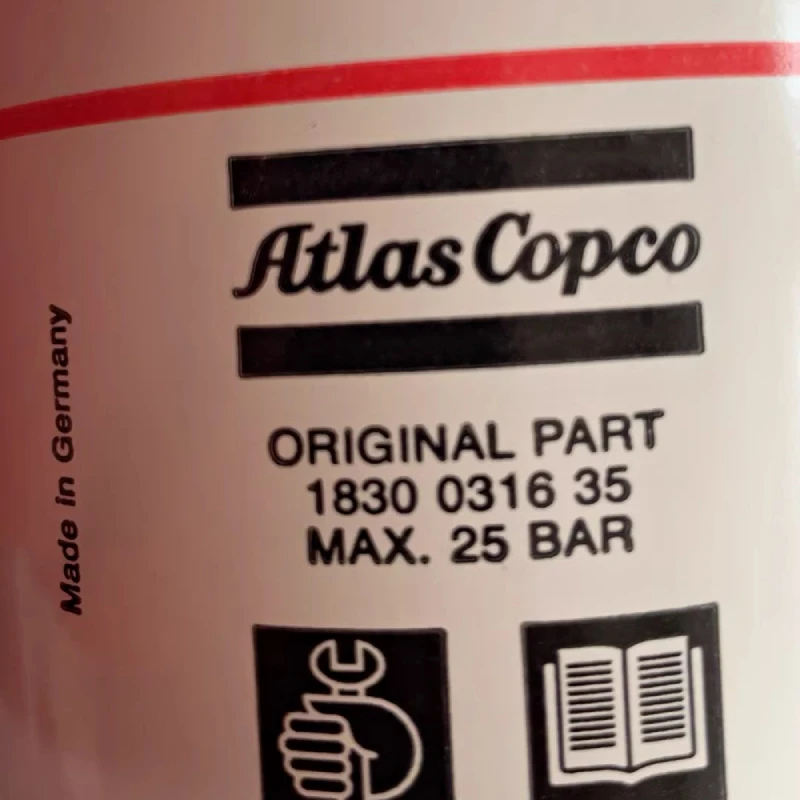 Atlas Copco
ORIGINAL PART
1830 0316 35
MAX. 25 BAR
Made in Germany